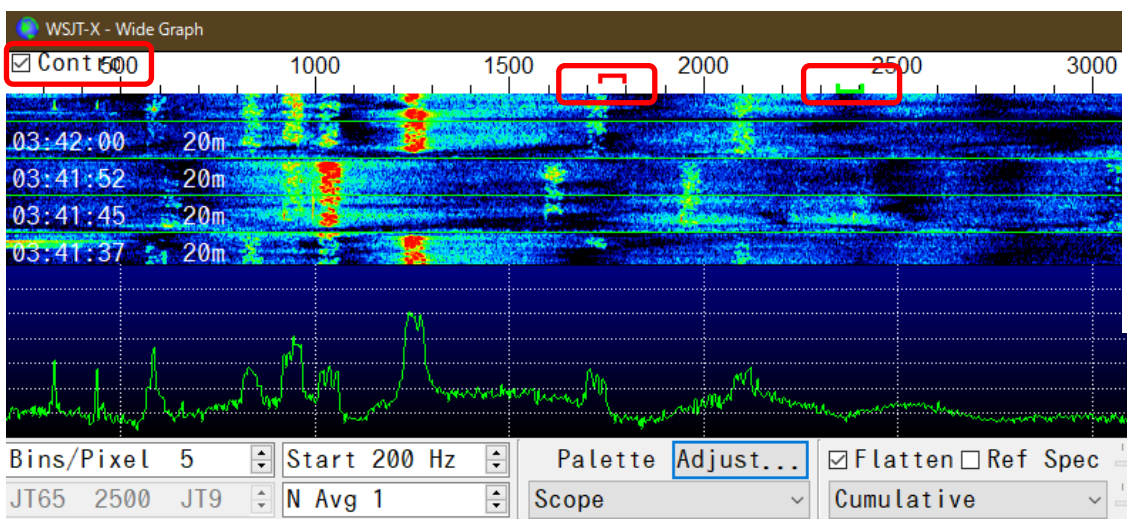 WSJT-X - Wide Graph
Contro 500 1000 1500 2000 2500 3000
03:42:00 20m
03:41:52 20m
03:41:45 20m
03:41:37 20m
Bins/Pixel 5 Start 200 Hz Palette Adjust... Flatten Ref Spec
JT65 2500 JT9 N Avg 1 Scope Cumulative